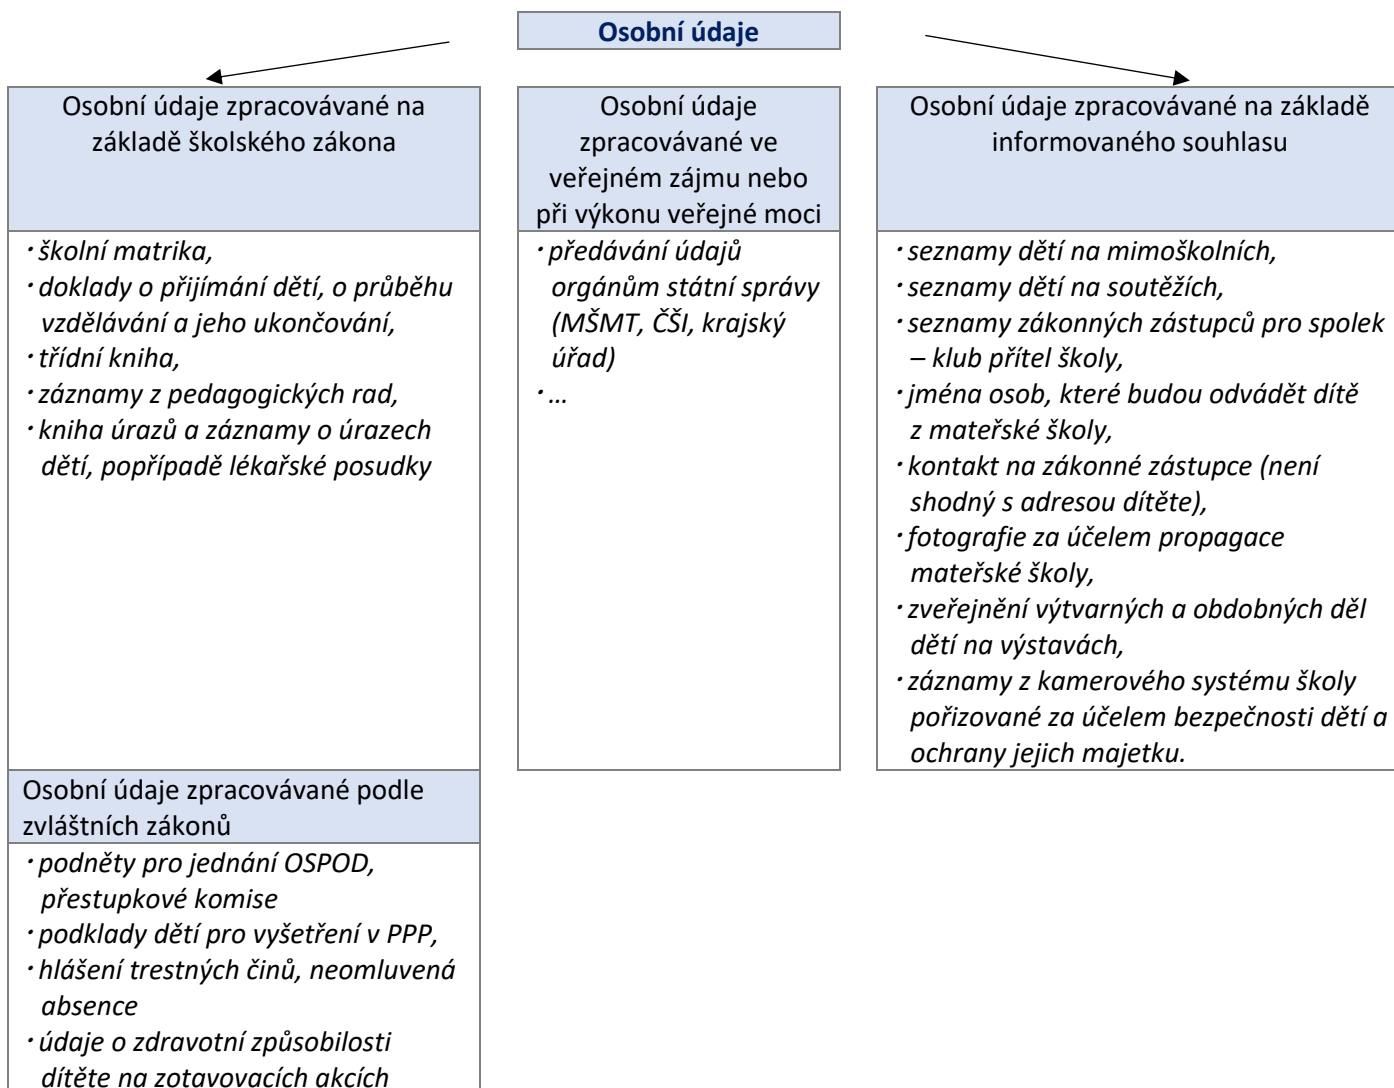 Osobní údaje
Osobní údaje zpracovávané na
základě školského zákona
· školní matrika,
· doklady o přijímání dětí, o průběhu
vzdělávání a jeho ukončování,
· třídní kniha,
· záznamy z pedagogických rad,
· kniha úrazů a záznamy o úrazech
dětí, popřípadě lékařské posudky
Osobní údaje
zpracovávané ve
veřejném zájmu nebo
při výkonu veřejné moci
· předávání údajů
orgánům státní správy
(MŠMT, ČŠI, krajský
úřad)
· …
Osobní údaje zpracovávané na základě
informovaného souhlasu
· seznamy dětí na mimoškolních,
· seznamy dětí na soutěžích,
· seznamy zákonných zástupců pro spolek
– klub přítel školy,
· jména osob, které budou odvádět dítě
z mateřské školy,
· kontakt na zákonné zástupce (není
shodný s adresou dítěte),
· fotografie za účelem propagace
mateřské školy,
· zveřejnění výtvarných a obdobných děl
dětí na výstavách,
· záznamy z kamerového systému školy
pořizované za účelem bezpečnosti dětí a
ochrany jejich majetku.
Osobní údaje zpracovávané podle
zvláštních zákonů
· podněty pro jednání OSPOD,
přestupkové komise
· podklady dětí pro vyšetření v PPP,
· hlášení trestných činů, neomluvená
absence
· údaje o zdravotní způsobilosti
dítěte na zotavovacích akcích